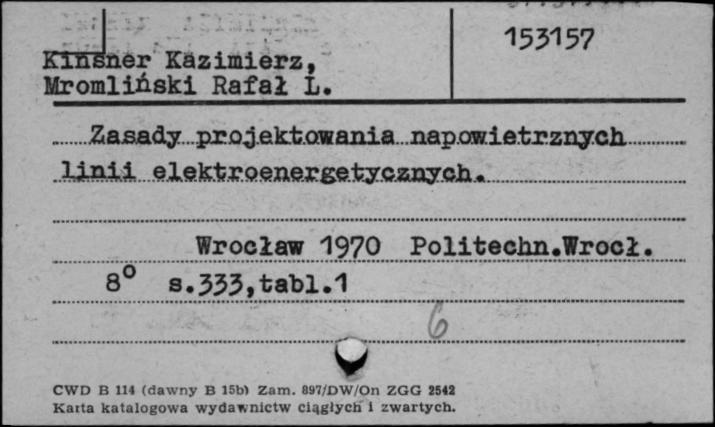 153157
Kinsner Kazimierz,
Mromliński Rafał L.
Zasady projektowania napowietrznych
linii elektroenergetycznych.
Wrocław 1970 Politechn.Wrocł.
8° s.333,tabl.1
6
CWD B 114 (dawny B 15b) Zam. 897/DW/On ZGG 2542
Karta katalogowa wydawnictw ciągłych i zwartych.